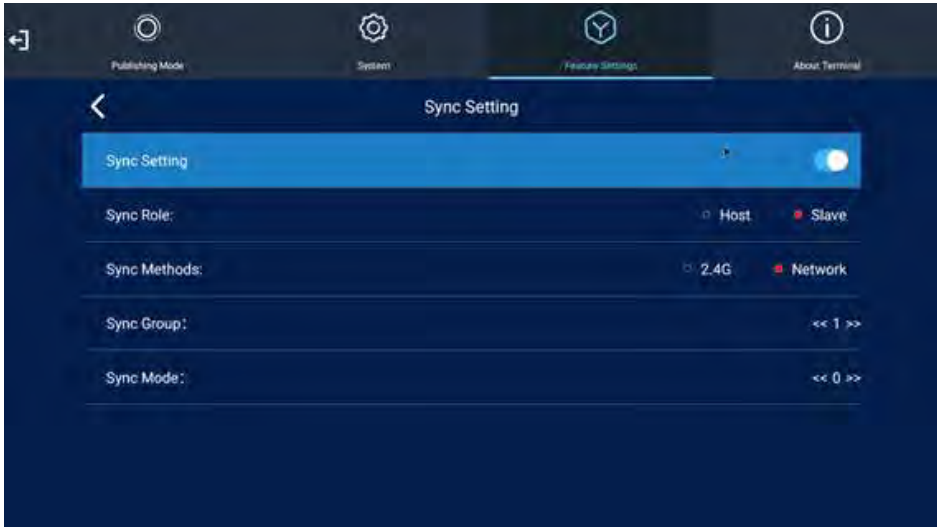 Publishing Mode
System
Feature Settings
About Terminal
Sync Setting
Sync Setting
Sync Role: Host Slave
Sync Methods: 2.4G Network
Sync Group: << 1 >>
Sync Mode: << 0 >>